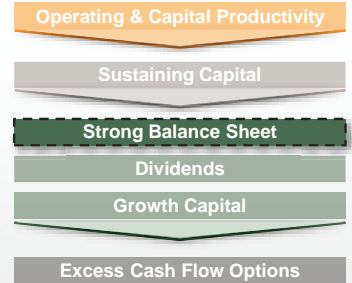 Operating & Capital Productivity
Sustaining Capital
Strong Balance Sheet
Dividends
Growth Capital
Excess Cash Flow Options